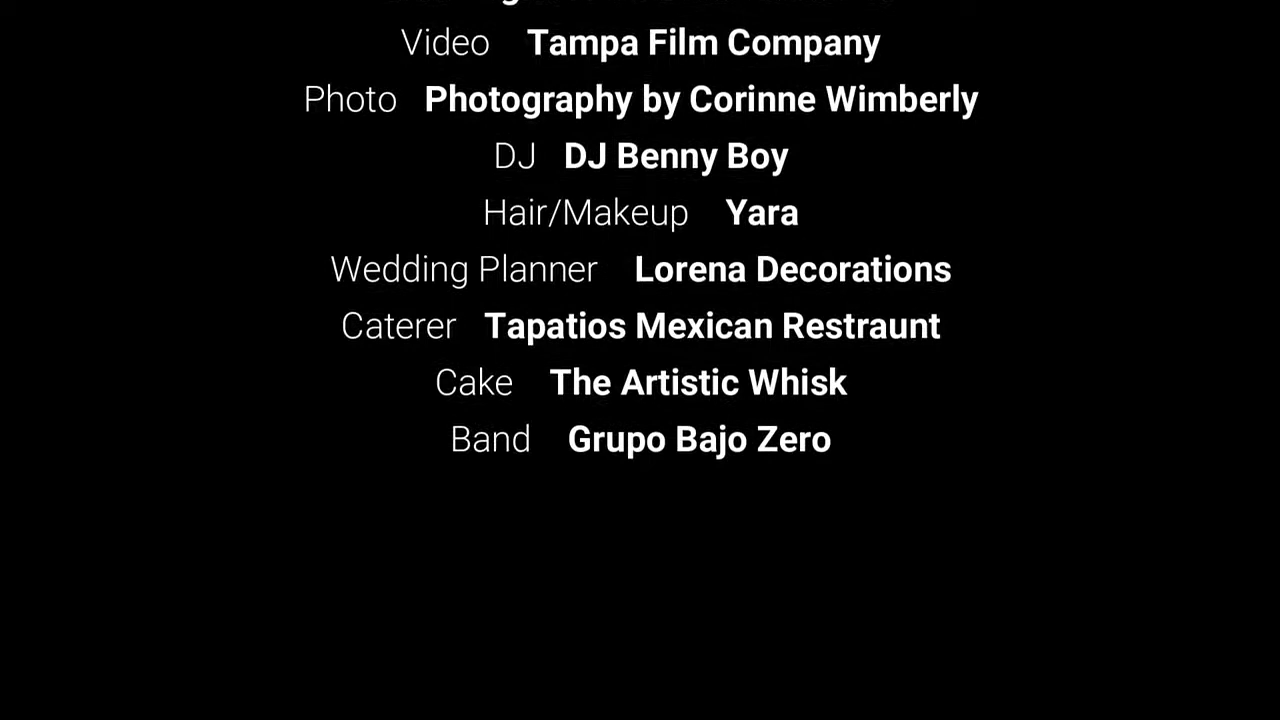 Video Tampa Film Company
Photo Photography by Corinne Wimberly
DJ DJ Benny Boy
Hair/Makeup Yara
Wedding Planner Lorena Decorations
Caterer Tapatios Mexican Restraunt
Cake The Artistic Whisk
Band Grupo Bajo Zero